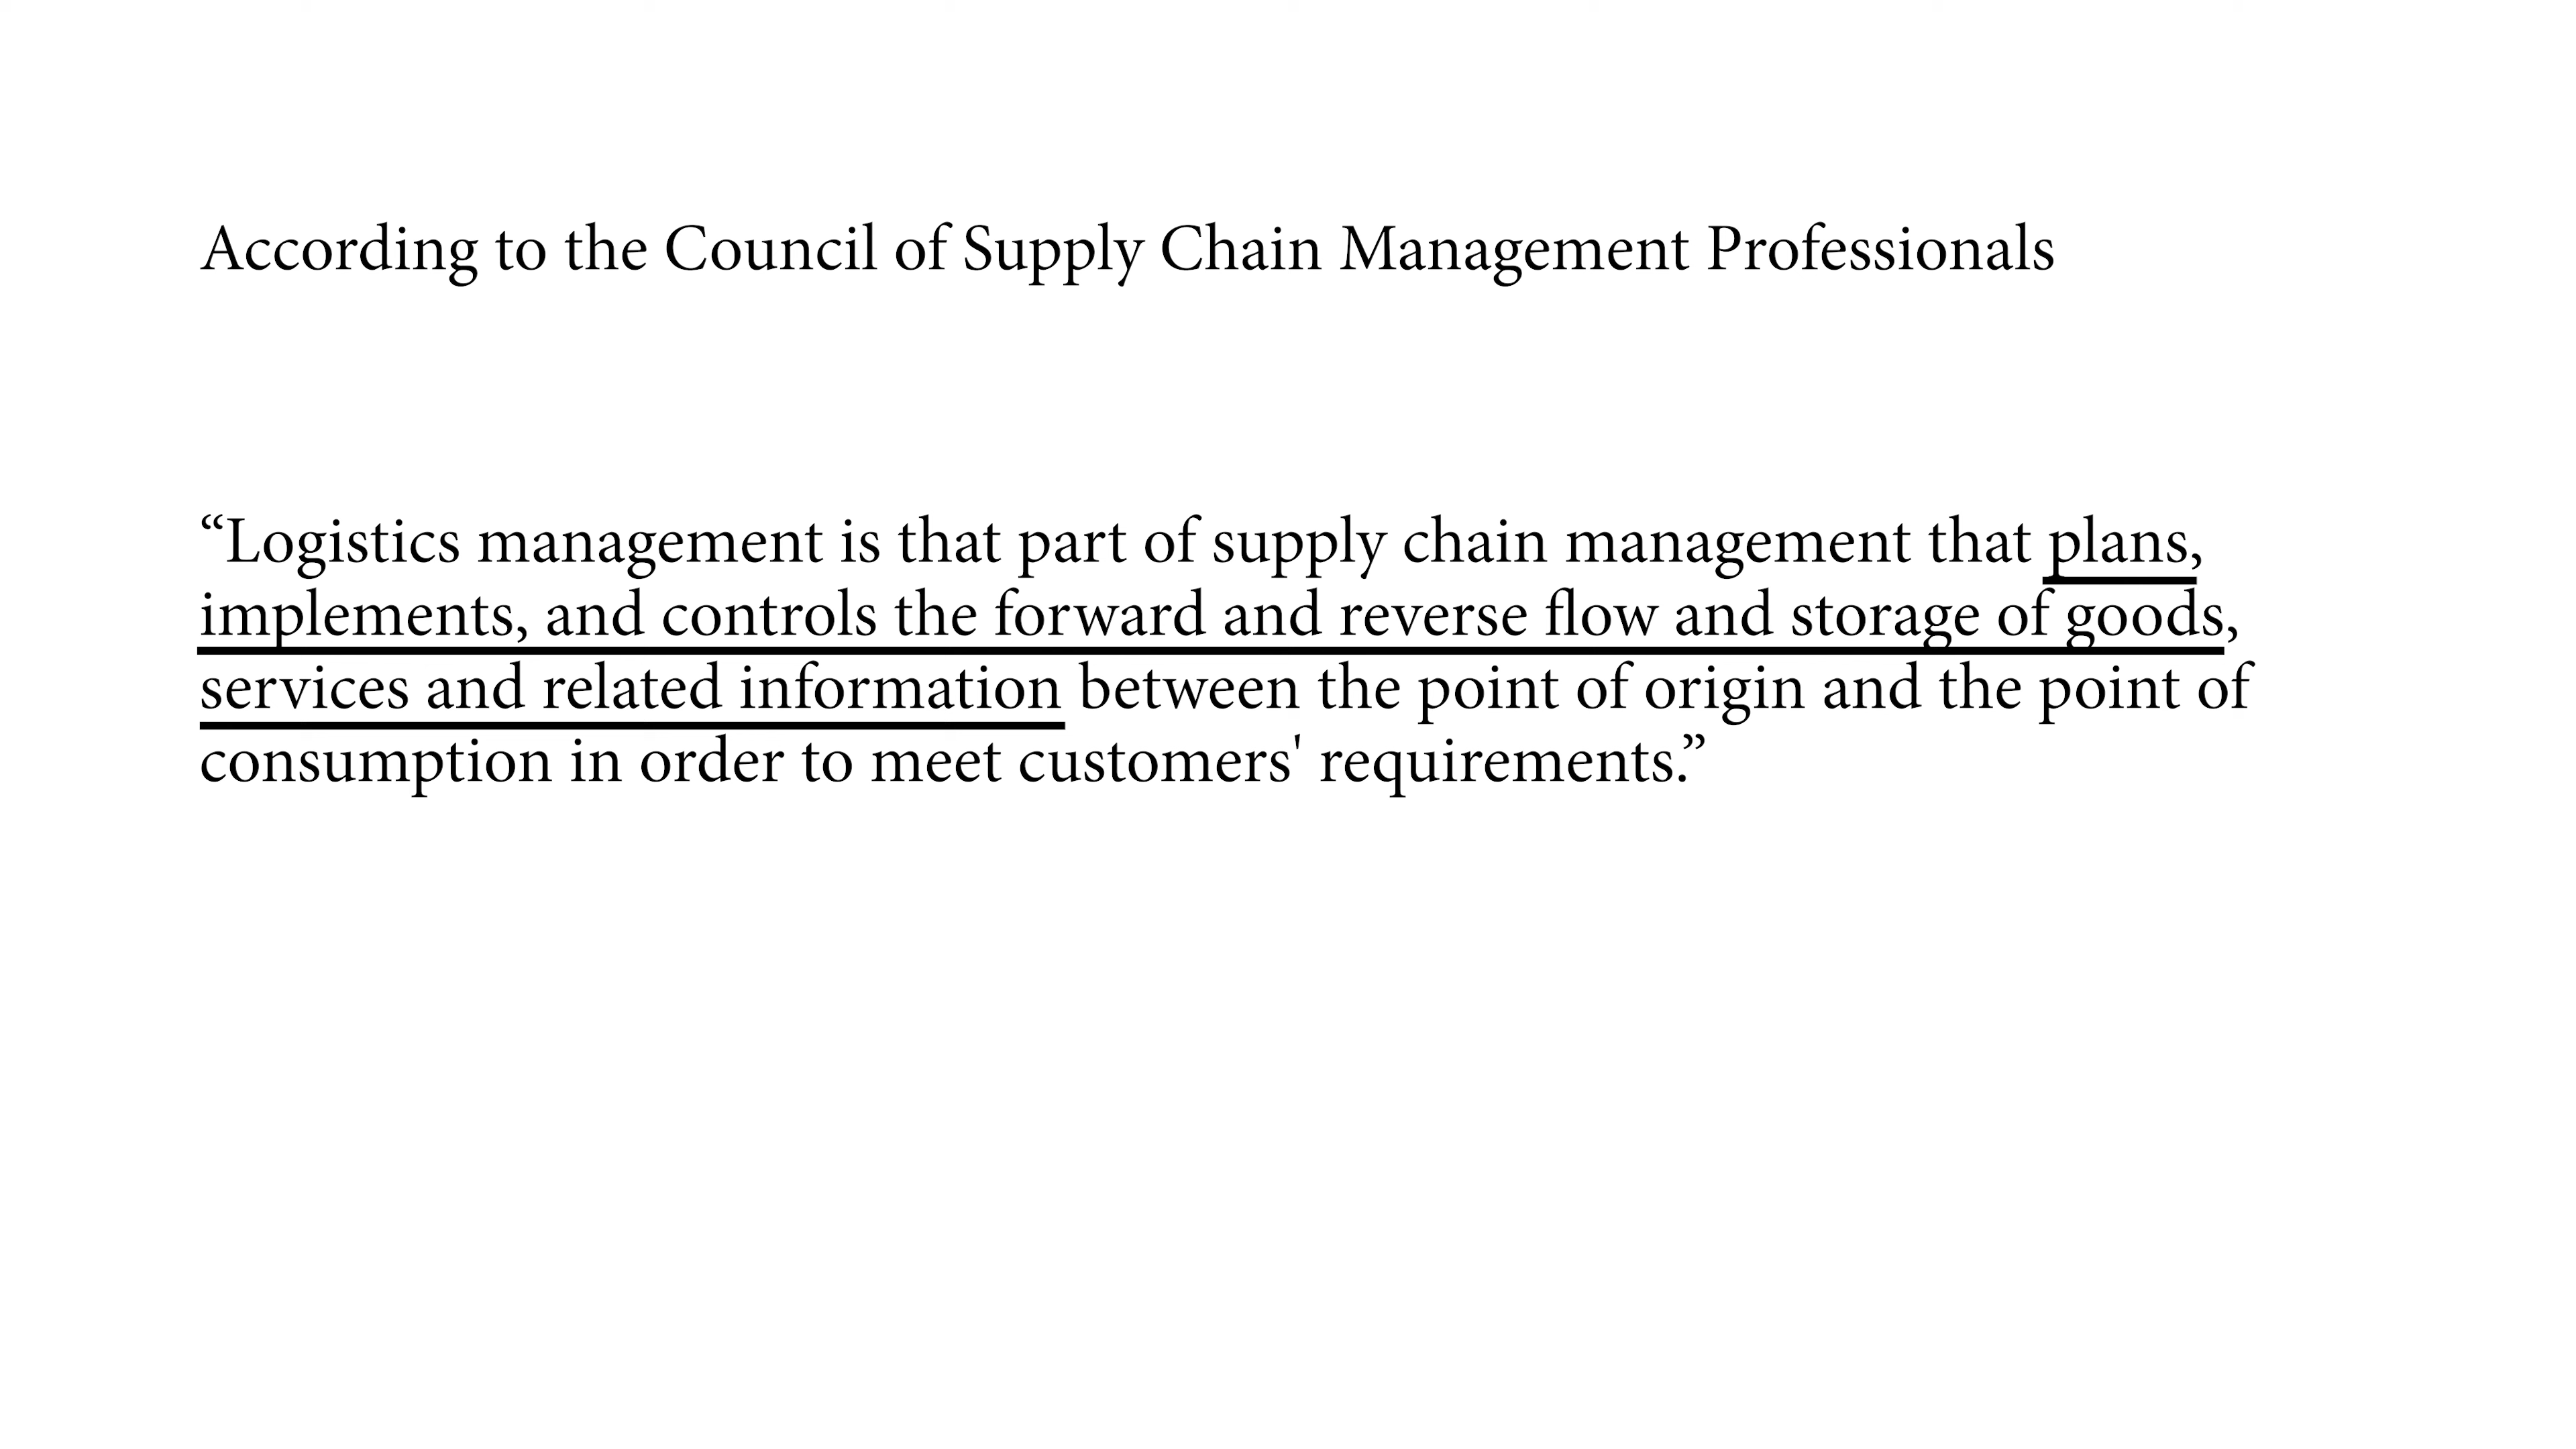 According to the Council of Supply Chain Management Professionals
“Logistics management is that part of supply chain management that plans,
implements, and controls the forward and reverse flow and storage of goods,
services and related information between the point of origin and the point of
consumption in order to meet customers' requirements.”